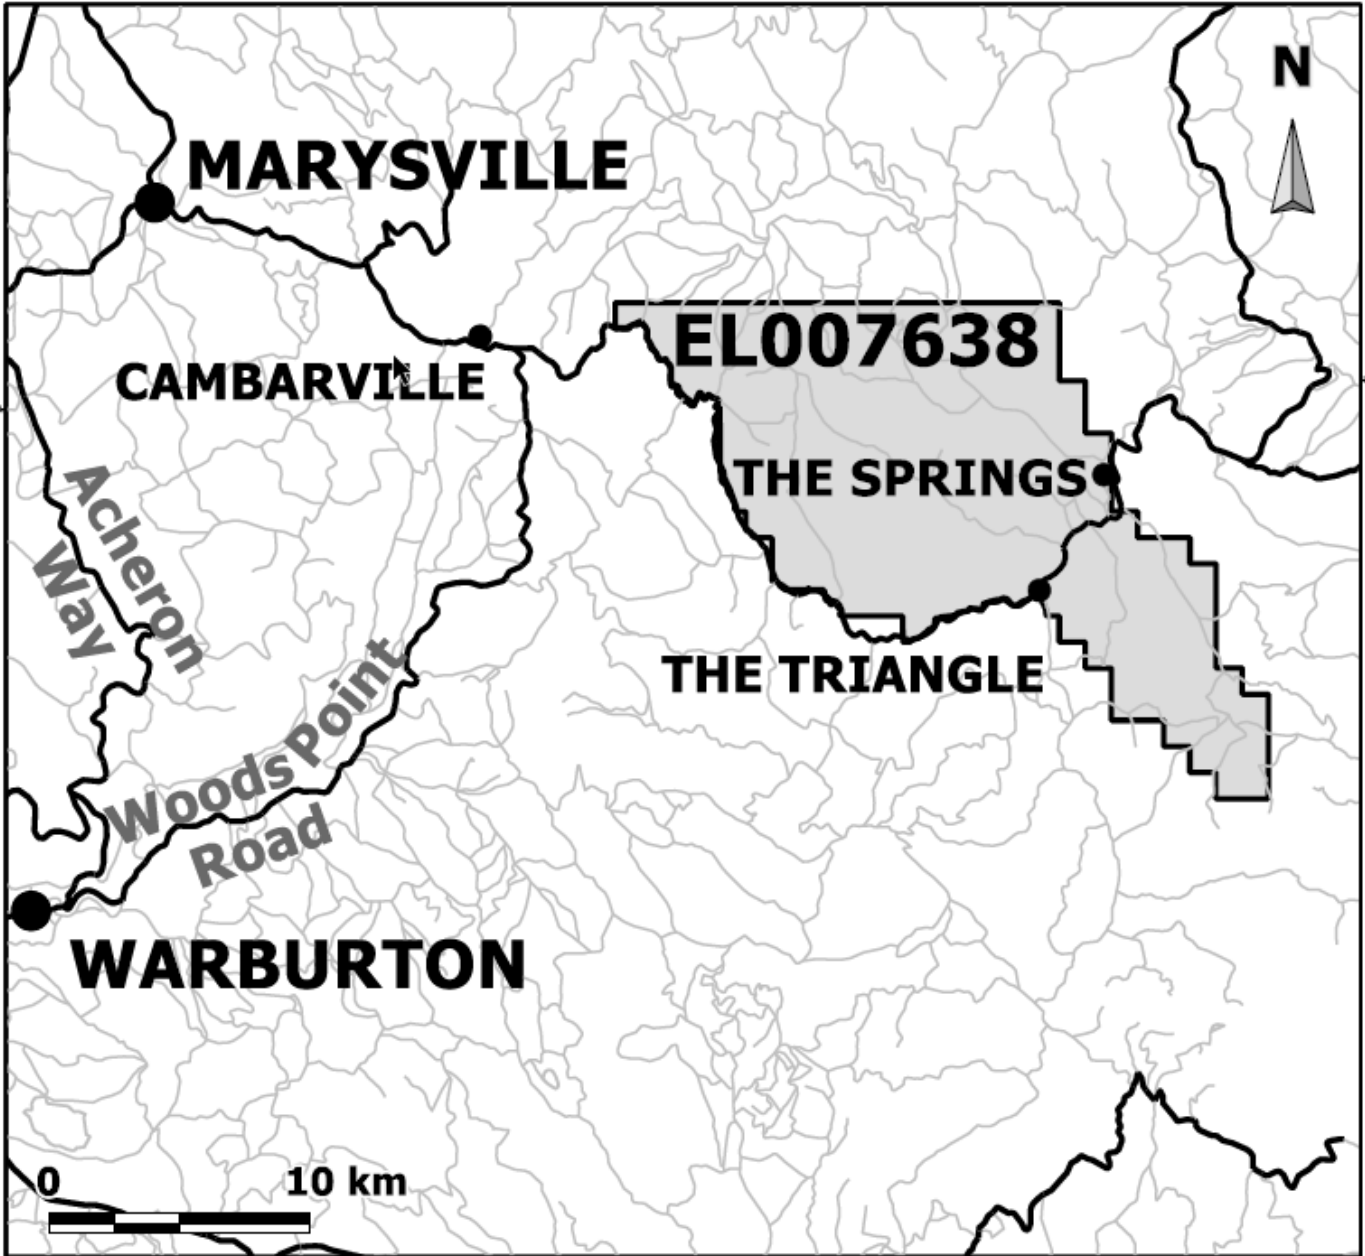 N
MARYSVILLE
EL007638
CAMBARVILLE
THE SPRINGS
Acheron
Way
THE TRIANGLE
Woods Point
Road
WARBURTON
0 10 km